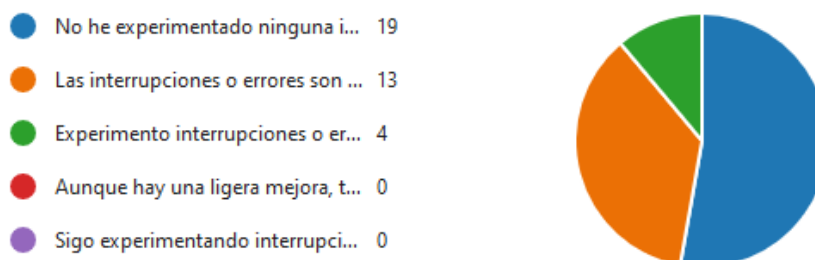 No he experimentado ninguna i... 19
Las interrupciones o errores son ... 13
Experimento interrupciones o er... 4
Aunque hay una ligera mejora, t... 0
Sigo experimentando interrupci... 0